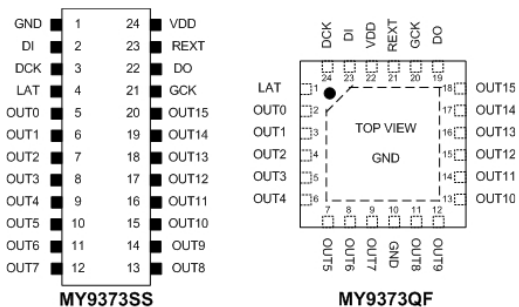 GND 1 24 VDD
DI 2 23 REXT
DCK 3 22 DO
LAT 4 21 GCK
OUT0 5 20 OUT15
OUT1 6 19 OUT14
OUT2 7 18 OUT13
OUT3 8 17 OUT12
OUT4 9 16 OUT11
OUT5 10 15 OUT10
OUT6 11 14 OUT9
OUT7 12 13 OUT8
MY9373SS
DCK DI VDD REXT GCK DO
24 23 22 21 20 19
LAT 1 18 OUT15
OUT0 2 17 OUT14
OUT1 3 16 OUT13
OUT2 4 15 OUT12
OUT3 5 14 OUT11
OUT4 6 13 OUT10
TOP VIEW
GND
7 8 9 10 11 12
OUT5 OUT6 OUT7 GND OUT8 OUT9
MY9373QF